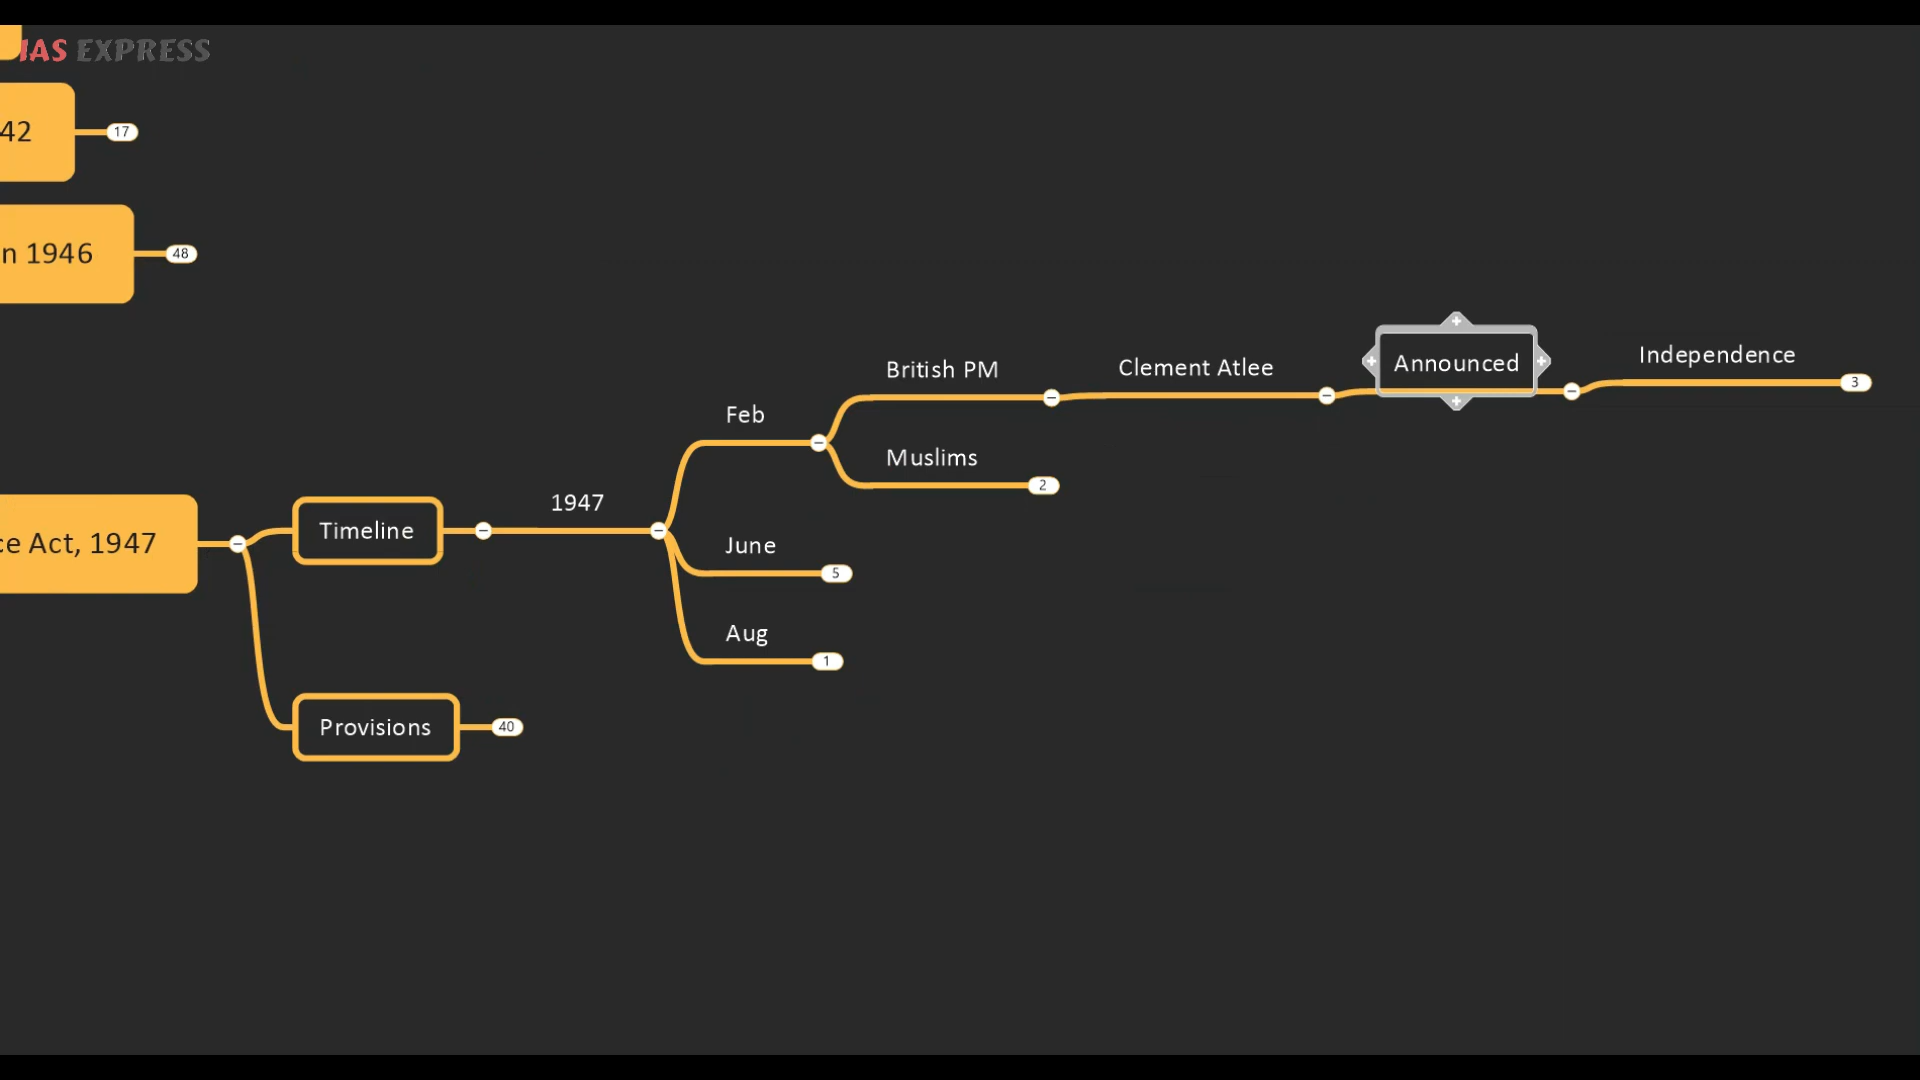 IAS EXPRESS
42
17
n 1946
48
ce Act, 1947
Timeline
1947
Feb
British PM
Clement Atlee
Announced
Independence
3
Muslims
2
June
5
Aug
1
Provisions
40